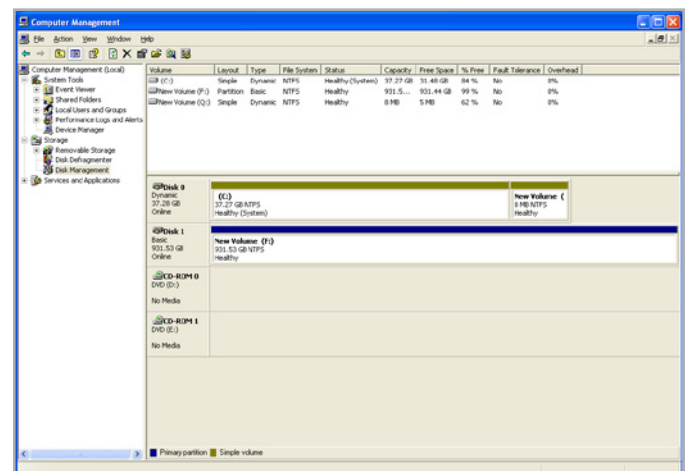 Computer Management
File Action View Window Help
Computer Management (Local)
System Tools
Event Viewer
Shared Folders
Local Users and Groups
Performance Logs and Alerts
Device Manager
Storage
Removable Storage
Disk Defragmenter
Disk Management
Services and Applications
Volume Layout Type File System Status Capacity Free Space % Free Fault Tolerance Overhead
(C:) Simple Dynamic NTFS Healthy (System) 37.27 GB 31.48 GB 84 % No 0%
New Volume (F:) Partition Basic NTFS Healthy 931.5... 931.44 GB 99 % No 0%
New Volume (Q:) Simple Dynamic NTFS Healthy 8 MB 5 MB 62 % No 0%
Disk 0
Dynamic
37.28 GB
Online
(C:)
37.27 GB NTFS
Healthy (System)
New Volume (
8 MB NTFS
Healthy
Disk 1
Basic
931.53 GB
Online
New Volume (F:)
931.53 GB NTFS
Healthy
CD-ROM 0
DVD (D:)
No Media
CD-ROM 1
DVD (E:)
No Media
Primary partition Simple volume